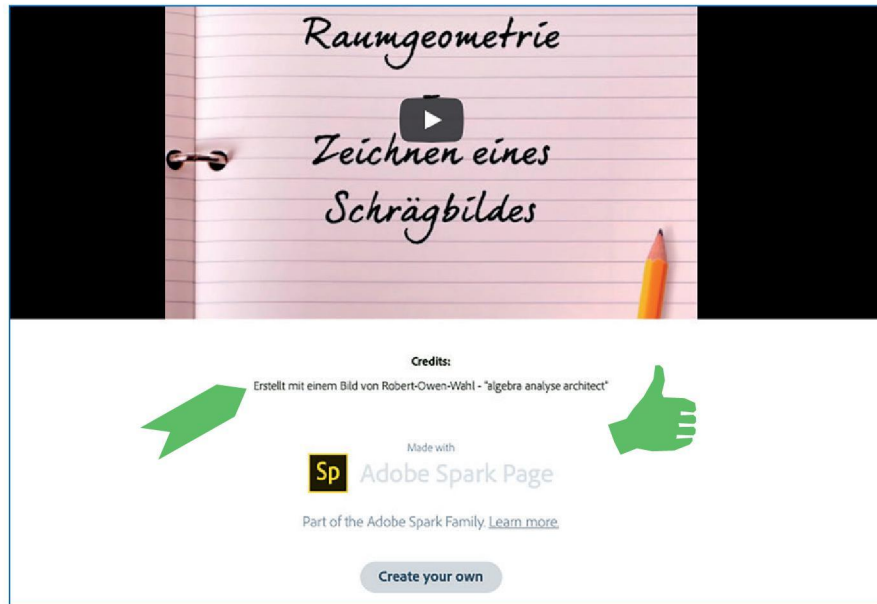 Raumgeometrie
-
Zeichnen eines
Schrägbildes
Credits:
Erstellt mit einem Bild von Robert-Owen-Wahl - "algebra analyse architect"
Made with
Sp Adobe Spark Page
Part of the Adobe Spark Family. Learn more.
Create your own